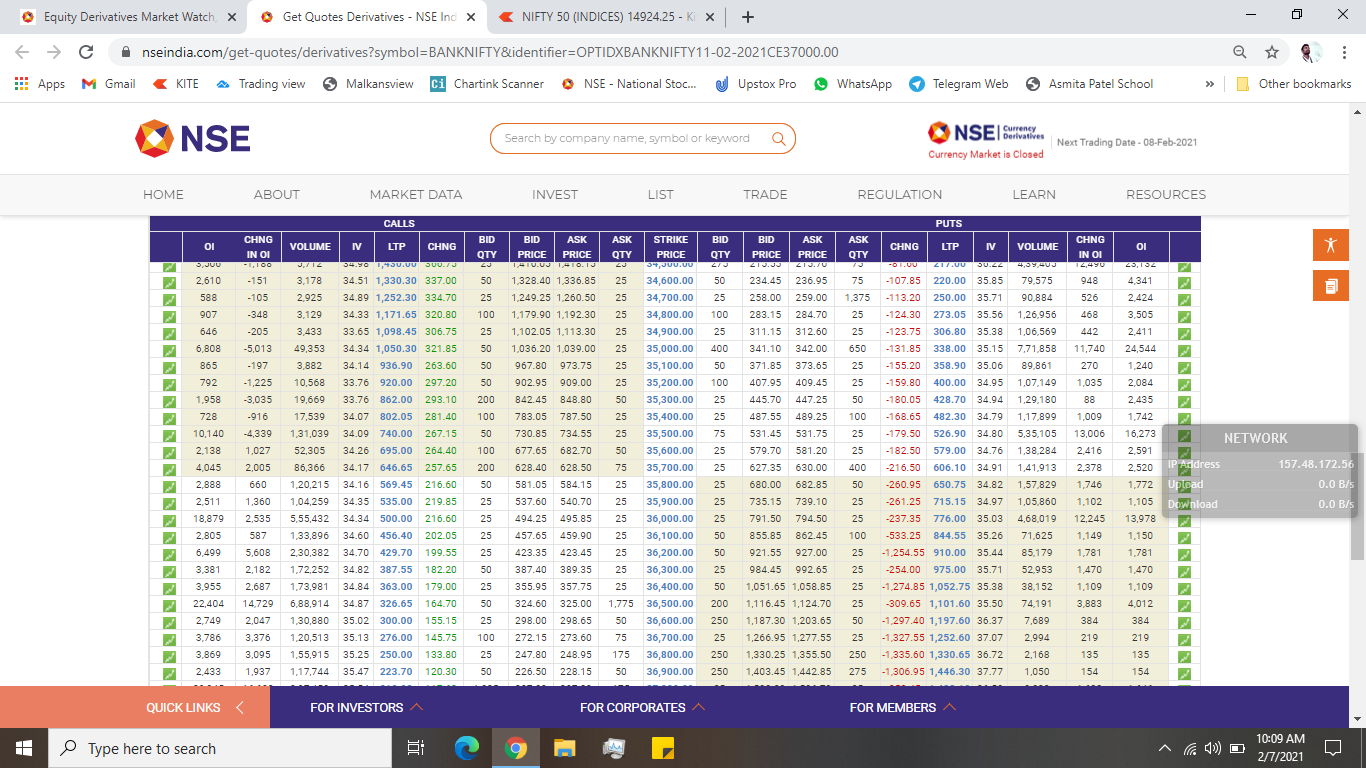 Equity Derivatives Market Watch,
Get Quotes Derivatives - NSE Ind
NIFTY 50 (INDICES) 14924.25 - Ki
nseindia.com/get-quotes/derivatives?symbol=BANKNIFTY&identifier=OPTIDXBANKNIFTY11-02-2021CE37000.00
Apps Gmail KITE Trading view Malkansview Chartink Scanner NSE - National Stoc... Upstox Pro WhatsApp Telegram Web Asmita Patel School » Other bookmarks
NSE
Search by company name, symbol or keyword
NSE Currency Derivatives
Currency Market is Closed
Next Trading Date - 08-Feb-2021
HOME ABOUT MARKET DATA INVEST LIST TRADE REGULATION LEARN RESOURCES
CALLS PUTS
OI CHNG IN OI VOLUME IV LTP CHNG BID QTY BID PRICE ASK PRICE ASK QTY STRIKE PRICE BID QTY BID PRICE ASK PRICE ASK QTY CHNG LTP IV VOLUME CHNG IN OI OI
2,610 -151 3,178 34.51 1,330.30 337.00 50 1,328.40 1,336.85 25 34,600.00 50 234.45 236.95 75 -107.85 220.00 35.85 79,575 948 4,341
588 -105 2,925 34.89 1,252.30 334.70 25 1,249.25 1,260.50 25 34,700.00 25 258.00 259.00 1,375 -113.20 250.00 35.71 90,884 526 2,424
907 -348 3,129 34.33 1,171.65 320.80 100 1,179.90 1,192.30 25 34,800.00 100 283.15 284.70 25 -124.30 273.05 35.56 1,26,956 468 3,505
646 -205 3,433 33.65 1,098.45 306.75 25 1,102.05 1,113.30 25 34,900.00 25 311.15 312.60 25 -123.75 306.80 35.38 1,06,569 442 2,411
6,808 -5,013 49,353 34.34 1,050.30 321.85 50 1,036.20 1,039.00 25 35,000.00 400 341.10 342.00 650 -131.85 338.00 35.15 7,71,858 11,740 24,544
865 -197 3,882 34.14 936.90 263.60 50 967.80 973.75 25 35,100.00 50 371.85 373.65 25 -155.20 358.90 35.06 89,861 270 1,240
792 -1,225 10,568 33.76 920.00 297.20 50 902.95 909.00 25 35,200.00 100 407.95 409.45 25 -159.80 400.00 34.95 1,07,149 1,035 2,084
1,958 -3,035 19,669 33.76 862.00 293.10 200 842.45 848.80 50 35,300.00 25 445.70 447.25 50 -180.05 428.70 34.94 1,29,180 88 2,435
728 -916 17,539 34.07 802.05 281.40 100 783.05 787.50 25 35,400.00 25 487.55 489.25 100 -168.65 482.30 34.79 1,17,899 1,009 1,742
10,140 -4,339 1,31,039 34.09 740.00 267.15 50 730.85 734.55 25 35,500.00 75 531.45 531.75 25 -179.50 526.90 34.80 5,35,105 13,006 16,273
2,138 1,027 52,305 34.26 695.00 264.40 100 677.65 682.70 50 35,600.00 25 579.70 581.20 25 -182.50 579.00 34.76 1,38,284 2,416 2,591
4,045 2,005 86,366 34.17 646.65 257.65 200 628.40 628.50 75 35,700.00 25 627.35 630.00 400 -216.50 606.10 34.91 1,41,913 2,378 2,520
2,888 660 1,20,215 34.16 569.45 216.60 50 581.05 584.15 25 35,800.00 25 680.00 682.85 50 -260.95 650.75 34.82 1,57,829 1,746 1,772
2,511 1,360 1,04,259 34.35 535.00 219.85 25 537.60 540.70 25 35,900.00 25 735.15 739.10 25 -261.25 715.15 34.97 1,05,860 1,102 1,105
18,879 2,535 5,55,432 34.34 500.00 216.60 25 494.25 495.85 25 36,000.00 25 791.50 794.50 25 -237.35 776.00 35.03 4,68,019 12,245 13,978
2,805 587 1,33,896 34.60 456.40 202.05 25 457.65 459.90 25 36,100.00 50 855.85 862.45 100 -533.25 844.55 35.26 71,625 1,149 1,150
6,499 5,608 2,30,382 34.70 429.70 199.55 25 423.35 423.45 25 36,200.00 50 921.55 927.00 25 -1,254.55 910.00 35.44 85,179 1,781 1,781
3,381 2,182 1,72,252 34.82 387.55 182.20 50 387.40 389.35 25 36,300.00 25 984.45 992.65 25 -254.00 975.00 35.71 52,953 1,470 1,470
3,955 2,687 1,73,981 34.84 363.00 179.00 25 355.95 357.75 25 36,400.00 50 1,051.65 1,058.85 25 -1,274.85 1,052.75 35.38 38,152 1,109 1,109
22,404 14,729 6,88,914 34.87 326.65 164.70 50 324.60 325.00 1,775 36,500.00 200 1,116.45 1,124.70 25 -309.65 1,101.60 35.50 74,191 3,883 4,012
2,749 2,047 1,30,880 35.02 300.00 155.15 25 298.00 298.65 50 36,600.00 250 1,187.30 1,203.65 50 -1,297.40 1,197.60 36.37 7,689 384 384
3,786 3,376 1,20,513 35.13 276.00 145.75 100 272.15 273.60 75 36,700.00 25 1,266.95 1,277.55 25 -1,327.55 1,252.60 37.07 2,994 219 219
3,869 3,095 1,55,915 35.25 250.00 133.80 25 247.80 248.95 175 36,800.00 250 1,330.25 1,355.50 250 -1,335.60 1,330.65 36.72 2,168 135 135
2,433 1,937 1,17,744 35.47 223.70 120.30 50 226.50 228.15 50 36,900.00 250 1,403.45 1,442.85 275 -1,306.95 1,446.30 37.77 1,050 154 154
NETWORK
IP Address 157.48.172.56
Upload 0.0 B/s
Download 0.0 B/s
QUICK LINKS FOR INVESTORS FOR CORPORATES FOR MEMBERS
Type here to search
10:09 AM
2/7/2021